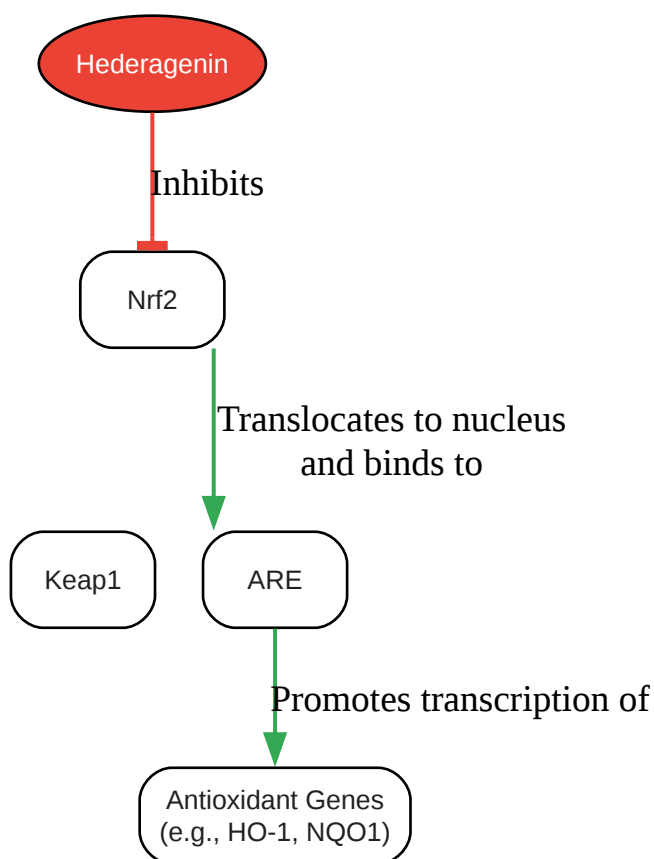 Hederagenin
Inhibits
Nrf2
Translocates to nucleus
and binds to
Keap1
ARE
Promotes transcription of
Antioxidant Genes
(e.g., HO-1, NQO1)